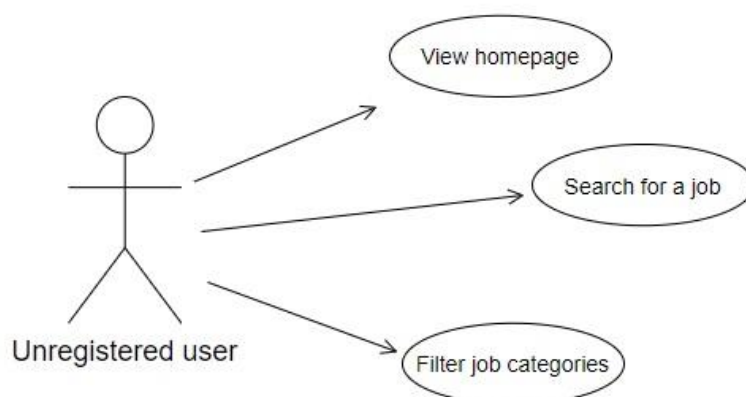 View homepage
Search for a job
Unregistered user
Filter job categories